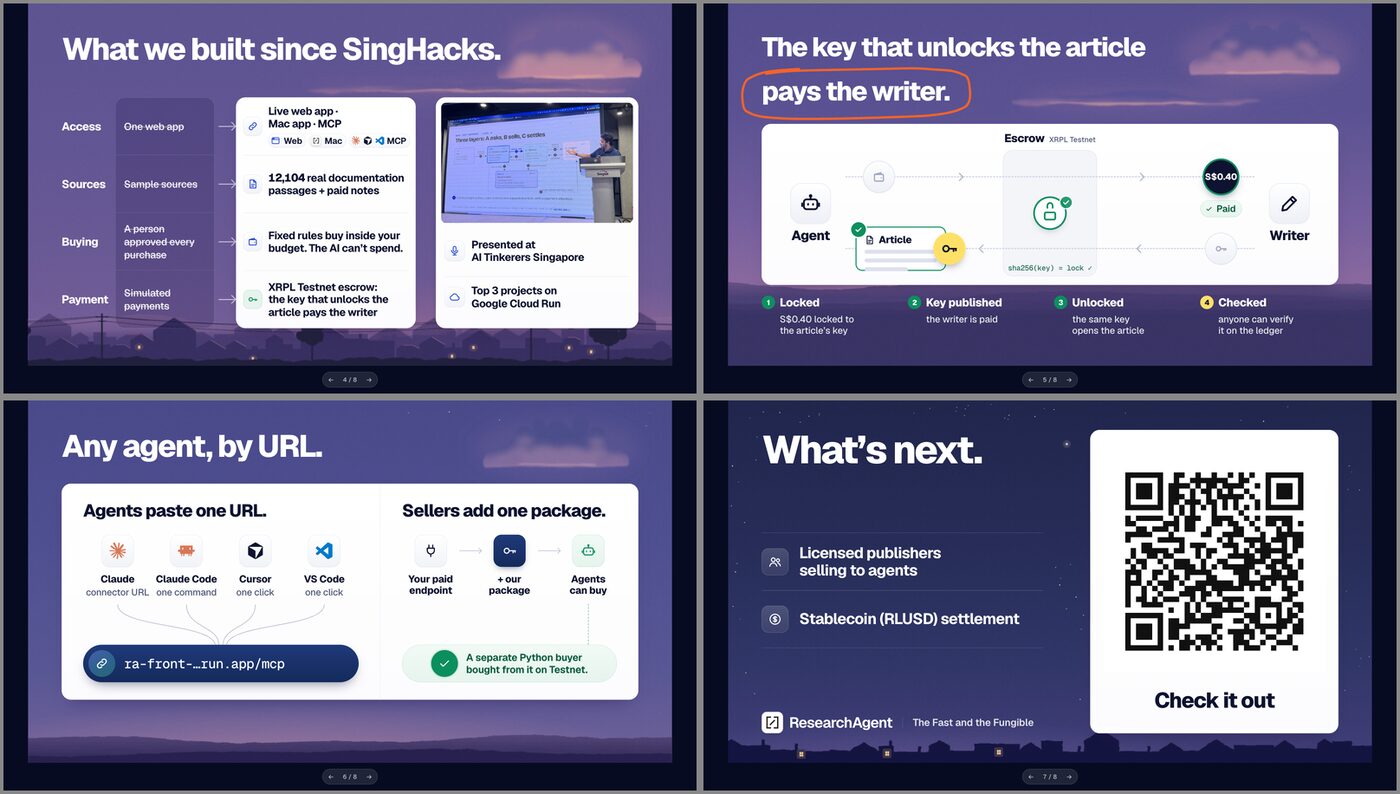 What we built since SingHacks.
Access
One web app
Live web app ·
Mac app · MCP
Web
Mac
MCP
Sources
Sample sources
12,104 real documentation
passages + paid notes
Buying
A person
approved every
purchase
Fixed rules buy inside your
budget. The AI can't spend.
Payment
Simulated
payments
XRPL Testnet escrow:
the key that unlocks the
article pays the writer
Three layers: A asks, B sells, C settles
Presented at
AI Tinkerers Singapore
Top 3 projects on
Google Cloud Run
← 4 / 8 →
The key that unlocks the article
pays the writer.
Escrow XRPL Testnet
S$0.40
✓ Paid
Agent
Writer
Article
sha256(key) = lock ✓
1 Locked
S$0.40 locked to
the article's key
2 Key published
the writer is paid
3 Unlocked
the same key
opens the article
4 Checked
anyone can verify
it on the ledger
← 5 / 8 →
Any agent, by URL.
Agents paste one URL.
Claude
connector URL
Claude Code
one command
Cursor
one click
VS Code
one click
ra-front-…run.app/mcp
Sellers add one package.
Your paid
endpoint
+ our
package
Agents
can buy
A separate Python buyer
bought from it on Testnet.
← 6 / 8 →
What's next.
Licensed publishers
selling to agents
Stablecoin (RLUSD) settlement
ResearchAgent
The Fast and the Fungible
Check it out
← 7 / 8 →